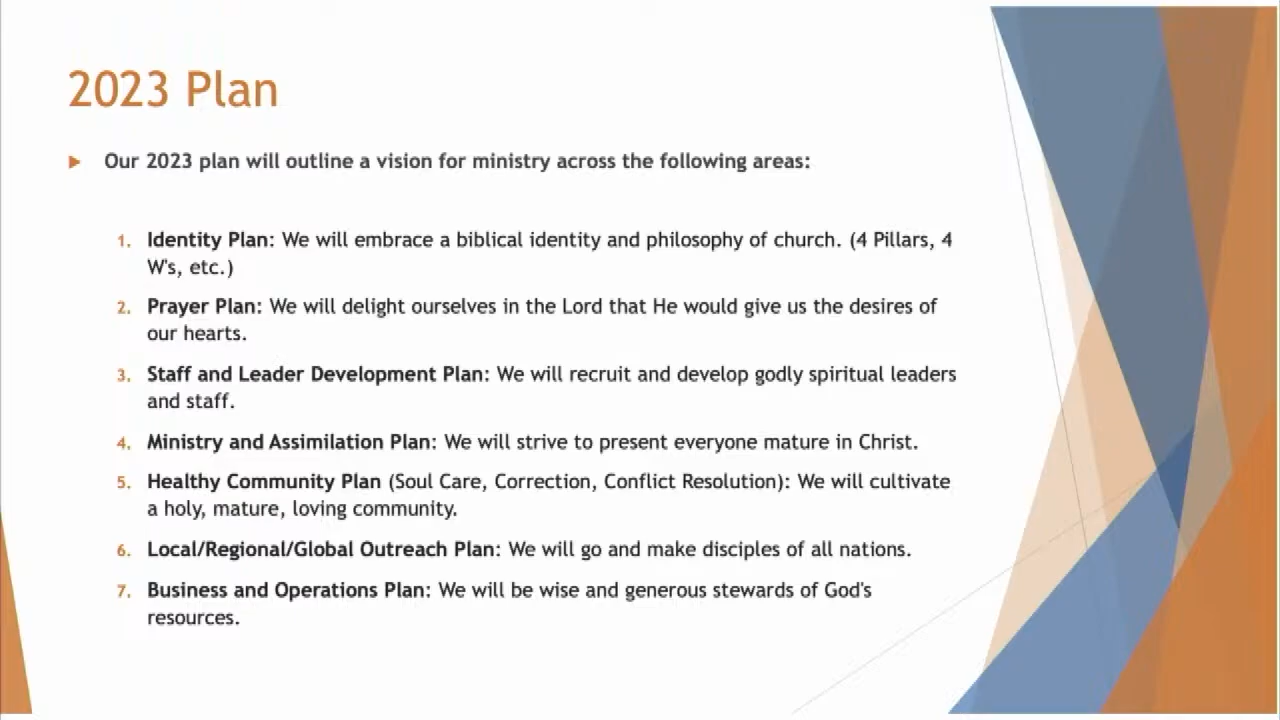 2023 Plan
Our 2023 plan will outline a vision for ministry across the following areas:
1. Identity Plan: We will embrace a biblical identity and philosophy of church. (4 Pillars, 4
W's, etc.)
2. Prayer Plan: We will delight ourselves in the Lord that He would give us the desires of
our hearts.
3. Staff and Leader Development Plan: We will recruit and develop godly spiritual leaders
and staff.
4. Ministry and Assimilation Plan: We will strive to present everyone mature in Christ.
5. Healthy Community Plan (Soul Care, Correction, Conflict Resolution): We will cultivate
a holy, mature, loving community.
6. Local/Regional/Global Outreach Plan: We will go and make disciples of all nations.
7. Business and Operations Plan: We will be wise and generous stewards of God's
resources.